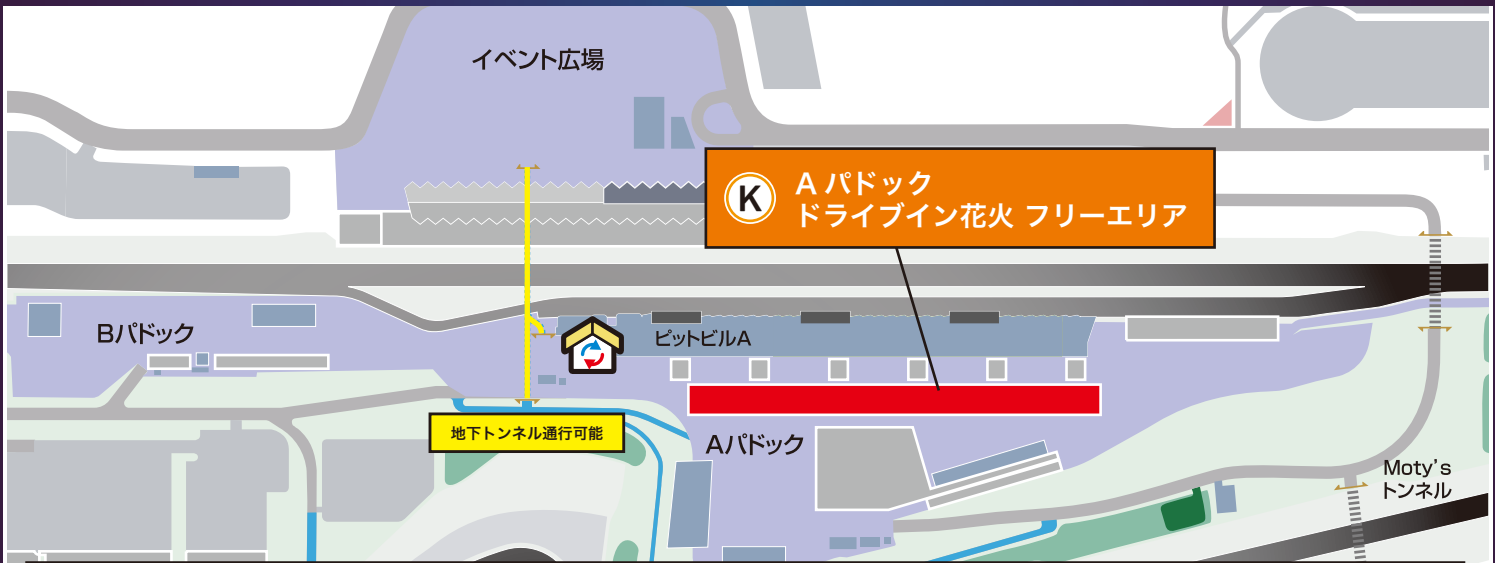 イベント広場
K
A パドック
ドライブイン花火 フリーエリア
Bパドック
ピットビルA
地下トンネル通行可能
Aパドック
Moty's
トンネル